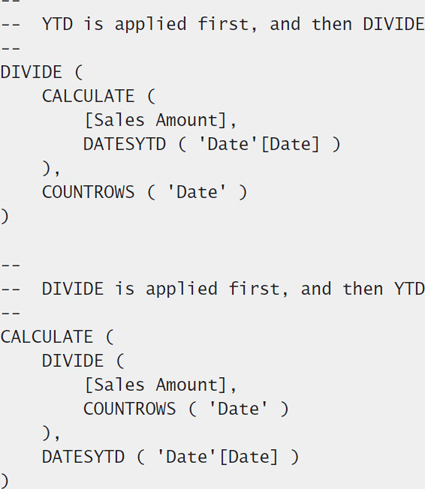 --
--  YTD is applied first, and then DIVIDE
--
DIVIDE (
    CALCULATE (
        [Sales Amount],
        DATESYTD ( 'Date'[Date] )
    ),
    COUNTROWS ( 'Date' )
)

--
--  DIVIDE is applied first, and then YTD
--
CALCULATE (
    DIVIDE (
        [Sales Amount],
        COUNTROWS ( 'Date' )
    ),
    DATESYTD ( 'Date'[Date] )
)